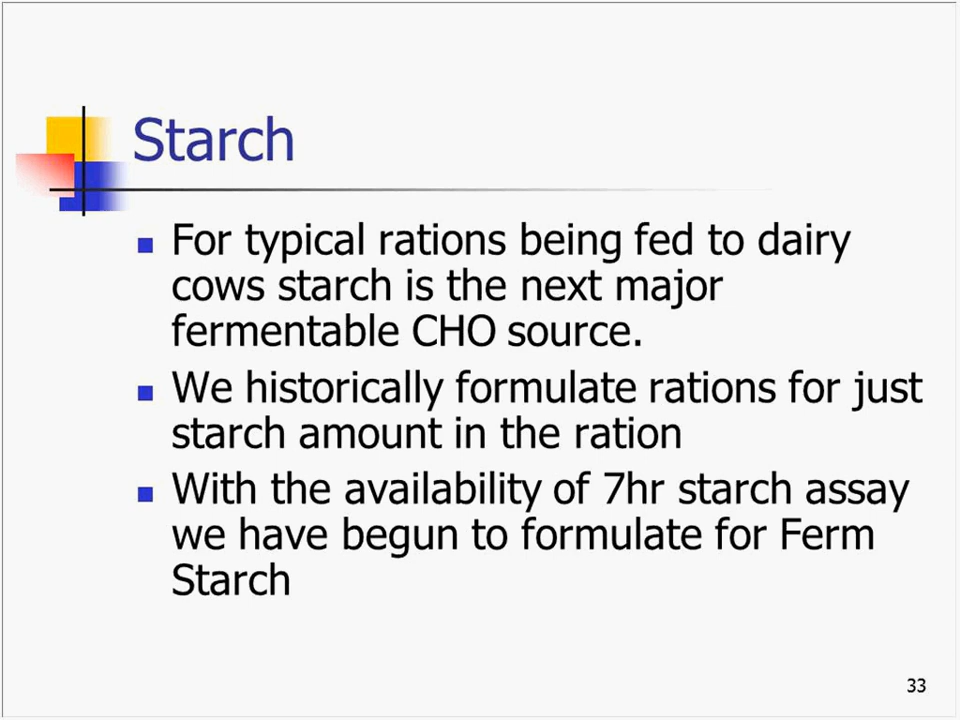 Starch
For typical rations being fed to dairy
cows starch is the next major
fermentable CHO source.
We historically formulate rations for just
starch amount in the ration
With the availability of 7hr starch assay
we have begun to formulate for Ferm
Starch
33